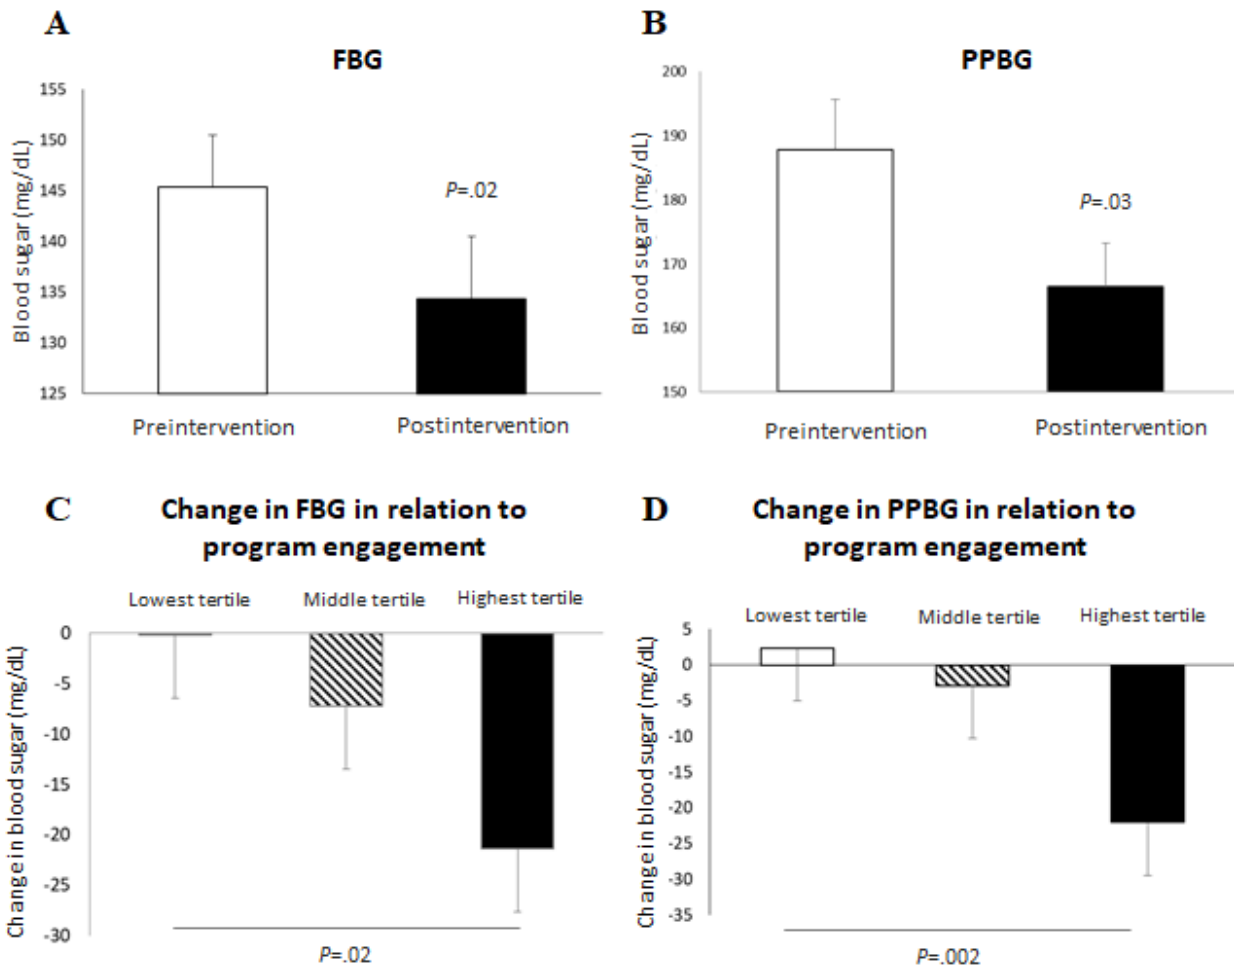 A
FBG
Blood sugar (mg/dL)
155
150
145
140
135
130
125
P=.02
Preintervention
Postintervention
B
PPBG
Blood sugar (mg/dL)
200
190
180
170
160
150
P=.03
Preintervention
Postintervention
C
Change in FBG in relation to
program engagement
Lowest tertile
Middle tertile
Highest tertile
Change in blood sugar (mg/dL)
0
-5
-10
-15
-20
-25
-30
P=.02
D
Change in PPBG in relation to
program engagement
Lowest tertile
Middle tertile
Highest tertile
Change in blood sugar (mg/dL)
5
0
-5
-10
-15
-20
-25
-30
-35
P=.002